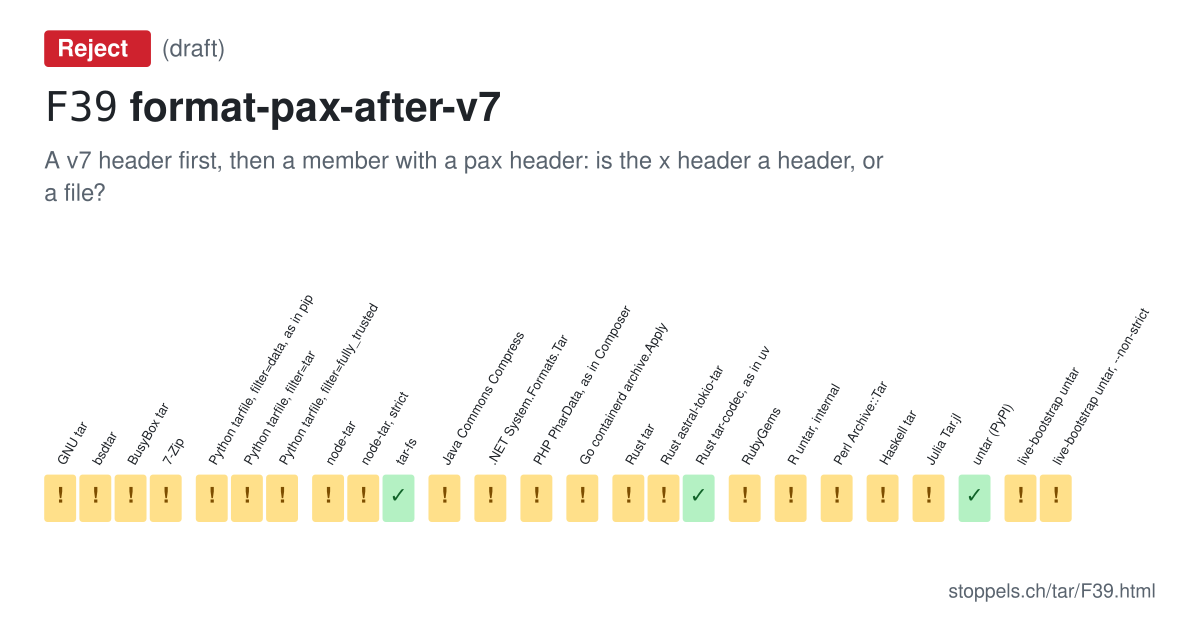 Reject (draft)
F39 format-pax-after-v7
A v7 header first, then a member with a pax header: is the x header a header, or
a file?
GNU tar
bsdtar
BusyBox tar
7-Zip
Python tarfile, filter=data, as in pip
Python tarfile, filter=tar
Python tarfile, filter=fully_trusted
node-tar
node-tar, strict
tar-fs
Java Commons Compress
.NET System.Formats.Tar
PHP PharData, as in Composer
Go containerd archive.Apply
Rust tar
Rust astral-tokio-tar
Rust tar-codec, as in uv
RubyGems
R untar, internal
Perl Archive::Tar
Haskell tar
Julia Tar.jl
untar (PyPI)
live-bootstrap untar
live-bootstrap untar, --non-strict
! ! ! ! ! ! ! ! ! ✓ ! ! ! ! ! ! ✓ ! ! ! ! ! ✓ ! !
stoppels.ch/tar/F39.html